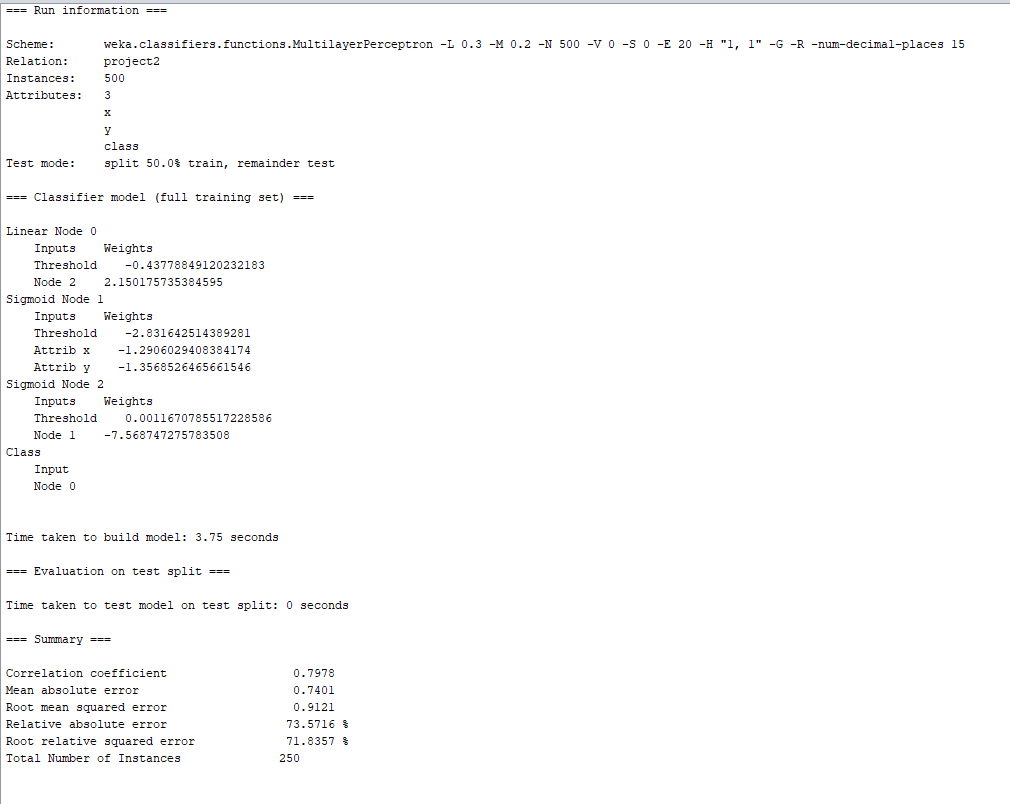 === Run information ===
Scheme: weka.classifiers.functions.MultilayerPerceptron -L 0.3 -M 0.2 -N 500 -V 0 -S 0 -E 20 -H "1, 1" -G -R -num-decimal-places 15
Relation: project2
Instances: 500
Attributes: 3
x
y
class
Test mode: split 50.0% train, remainder test
=== Classifier model (full training set) ===
Linear Node 0
Inputs Weights
Threshold -0.43778849120232183
Node 2 2.150175735384595
Sigmoid Node 1
Inputs Weights
Threshold -2.831642514389281
Attrib x -1.2906029408384174
Attrib y -1.3568526465661546
Sigmoid Node 2
Inputs Weights
Threshold 0.0011670785517228586
Node 1 -7.568747275783508
Class
Input
Node 0
Time taken to build model: 3.75 seconds
=== Evaluation on test split ===
Time taken to test model on test split: 0 seconds
=== Summary ===
Correlation coefficient 0.7978
Mean absolute error 0.7401
Root mean squared error 0.9121
Relative absolute error 73.5716 %
Root relative squared error 71.8357 %
Total Number of Instances 250